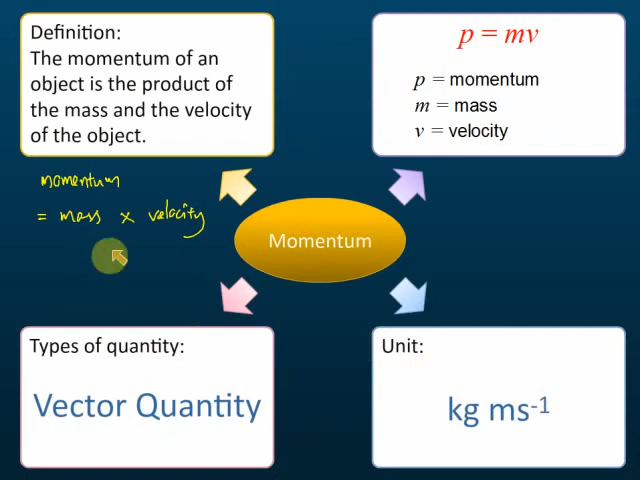 Definition:
The momentum of an
object is the product of
the mass and the velocity
of the object.
p = mv
p = momentum
m = mass
v = velocity
momentum
= mass × velocity
Momentum
Types of quantity:
Vector Quantity
Unit:
kg ms⁻¹